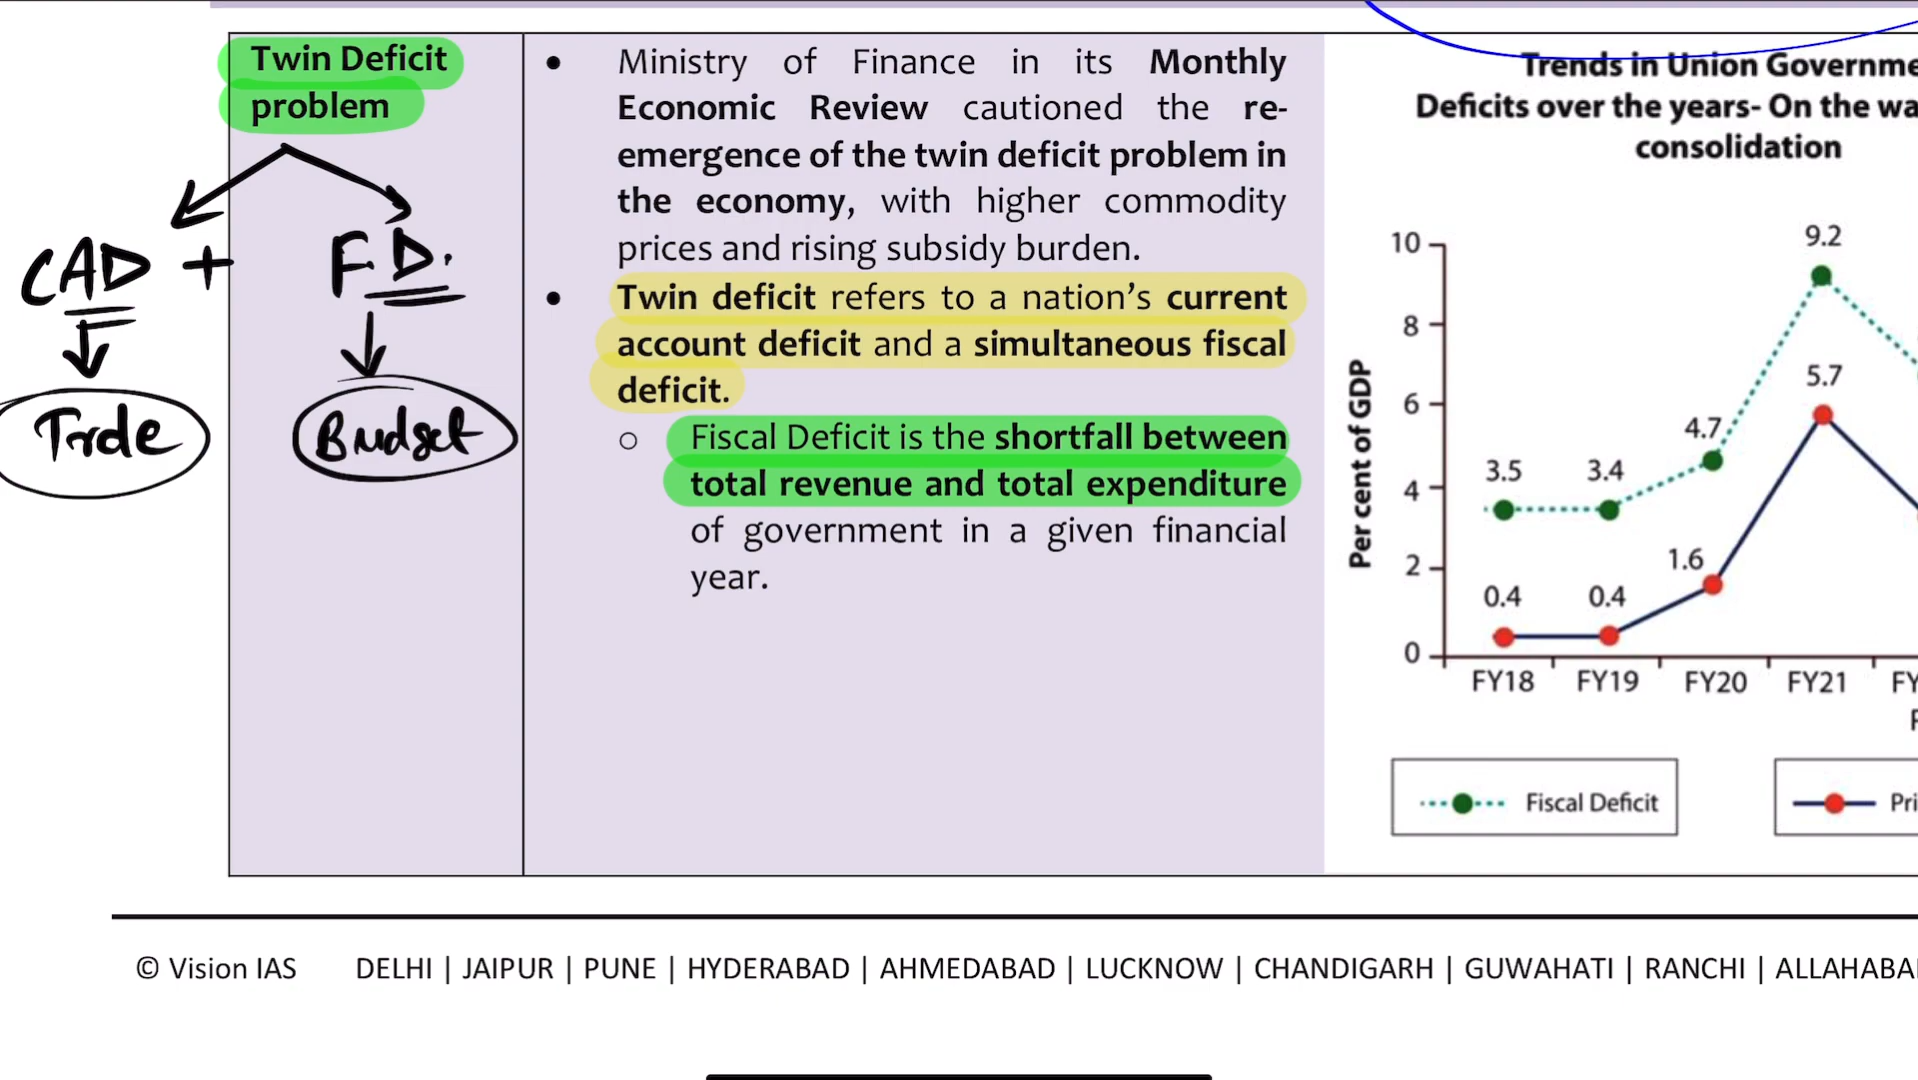 Twin Deficit
problem
CAD + F.D.
Trde
Budget
• Ministry of Finance in its Monthly
Economic Review cautioned the re-
emergence of the twin deficit problem in
the economy, with higher commodity
prices and rising subsidy burden.
• Twin deficit refers to a nation's current
account deficit and a simultaneous fiscal
deficit.
○ Fiscal Deficit is the shortfall between
total revenue and total expenditure
of government in a given financial
year.
Trends in Union Governme
Deficits over the years- On the wa
consolidation
Per cent of GDP
10
8
6
4
2
0
9.2
5.7
4.7
3.5
3.4
1.6
0.4
0.4
FY18 FY19 FY20 FY21 FY
Fiscal Deficit
Pri
© Vision IAS DELHI | JAIPUR | PUNE | HYDERABAD | AHMEDABAD | LUCKNOW | CHANDIGARH | GUWAHATI | RANCHI | ALLAHABA